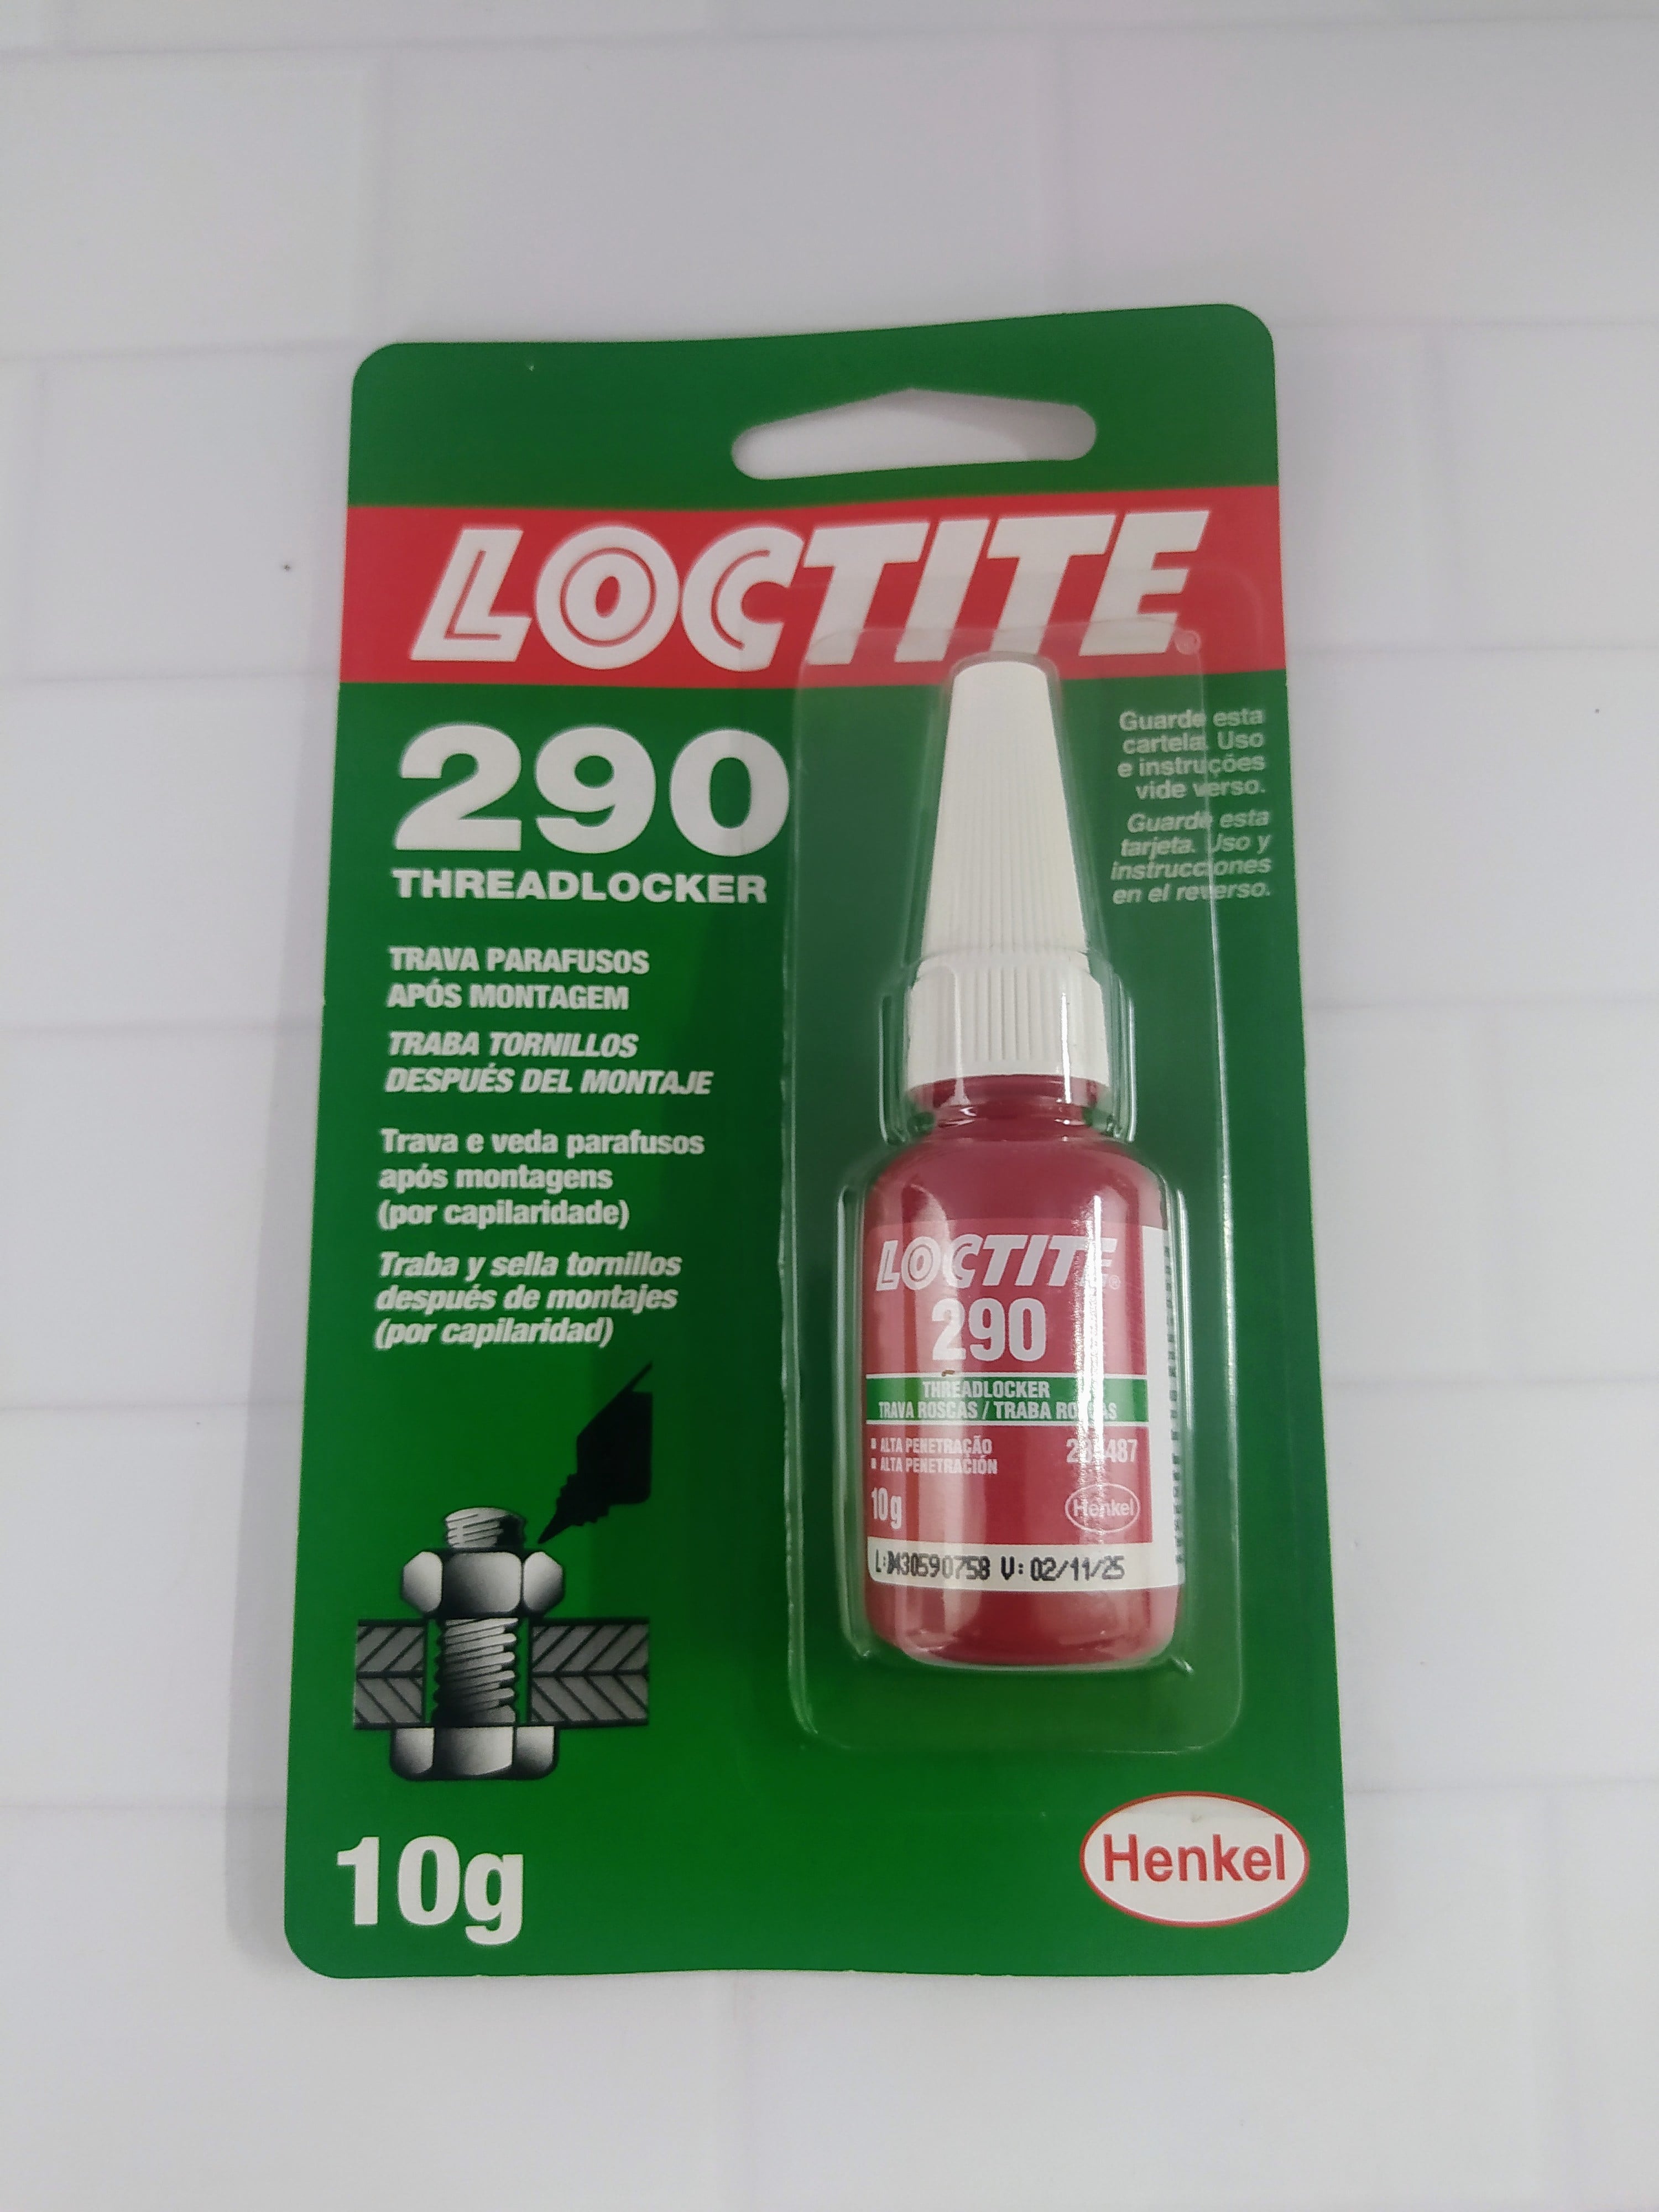 LOCTITE
290
THREADLOCKER
TRAVA PARAFUSOS
APÓS MONTAGEM
TRABA TORNILLOS
DESPUÉS DEL MONTAJE
Trava e veda parafusos
após montagens
(por capilaridade)
Traba y sella tornillos
después de montajes
(por capilaridad)
10g
Guarde esta
cartela. Uso
e instruções
vide verso.
Guarde esta
tarjeta. Uso y
instrucciones
en el reverso.
LOCTITE®
290
THREADLOCKER
TRAVA ROSCAS / TRABA ROSCAS
▪ ALTA PENETRAÇÃO
▪ ALTA PENETRACIÓN
10g
Henkel
V: 02/11/25
Henkel